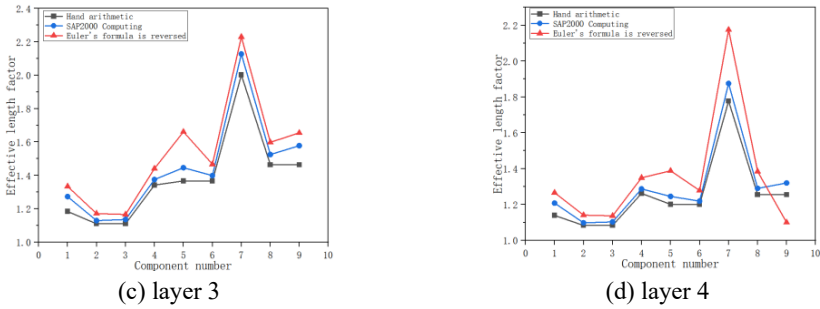 Hand arithmetic
SAP2000 Computing
Euler's formula is reversed
Effective length factor
2.4
2.2
2.0
1.8
1.6
1.4
1.2
1.0
0 1 2 3 4 5 6 7 8 9 10
Component number
(c) layer 3
Hand arithmetic
SAP2000 Computing
Euler's formula is reversed
Effective length factor
2.2
2.0
1.8
1.6
1.4
1.2
1.0
0 1 2 3 4 5 6 7 8 9 10
Component number
(d) layer 4